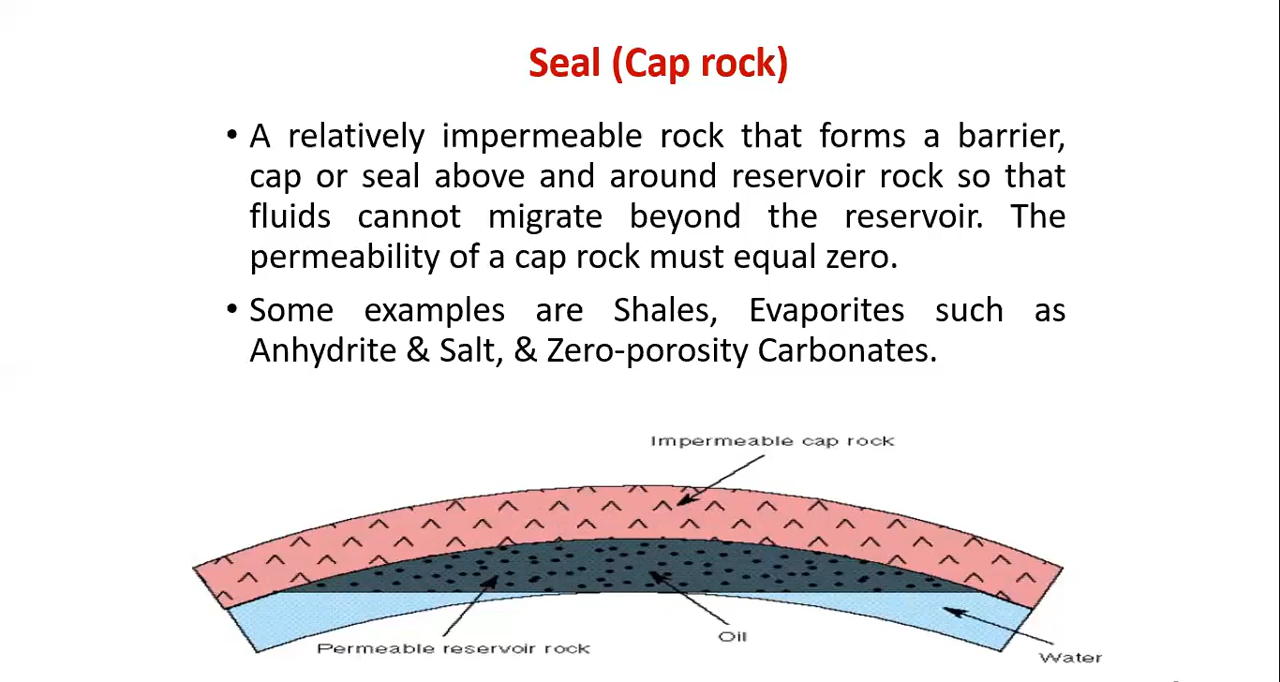 Seal (Cap rock)
• A relatively impermeable rock that forms a barrier,
cap or seal above and around reservoir rock so that
fluids cannot migrate beyond the reservoir. The
permeability of a cap rock must equal zero.
• Some examples are Shales, Evaporites such as
Anhydrite & Salt, & Zero-porosity Carbonates.
Impermeable cap rock
Oil
Permeable reservoir rock
Water